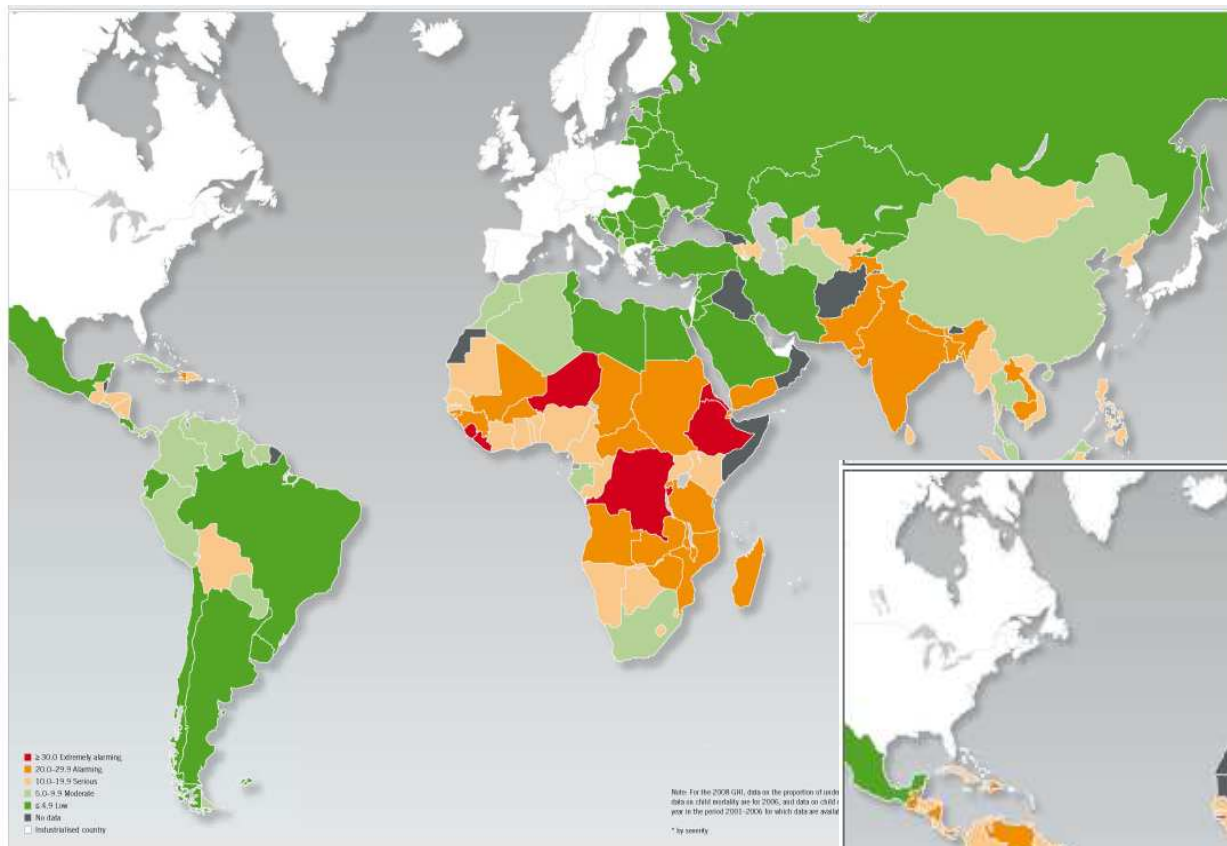 ≥ 30.0 Extremely alarming
20.0–29.9 Alarming
10.0–19.9 Serious
5.0–9.9 Moderate
≤ 4.9 Low
No data
Industrialised country
Note: For the 2008 GHI, data on the proportion of unde
data on child mortality are for 2006, and data on child
year in the period 2001–2006 for which data are availa
* by severity